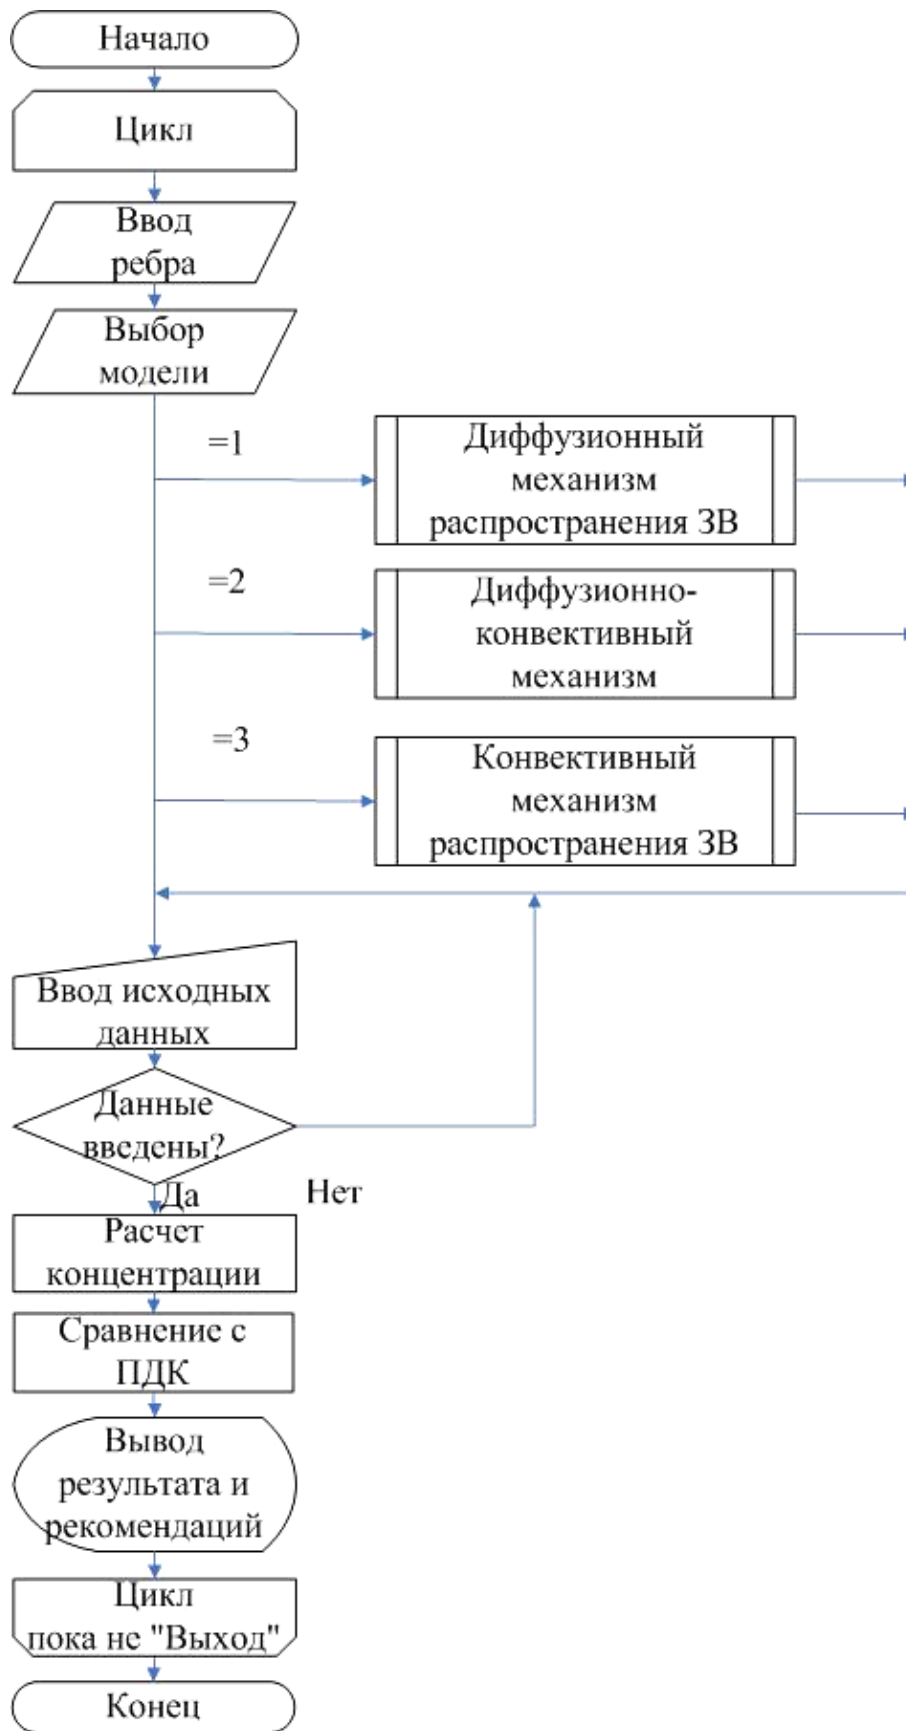 Начало
Цикл
Ввод
ребра
Выбор
модели
=1
Диффузионный
механизм
распространения ЗВ
=2
Диффузионно-
конвективный
механизм
=3
Конвективный
механизм
распространения ЗВ
Ввод исходных
данных
Данные
введены?
Да
Нет
Расчет
концентрации
Сравнение с
ПДК
Вывод
результата и
рекомендаций
Цикл
пока не "Выход"
Конец